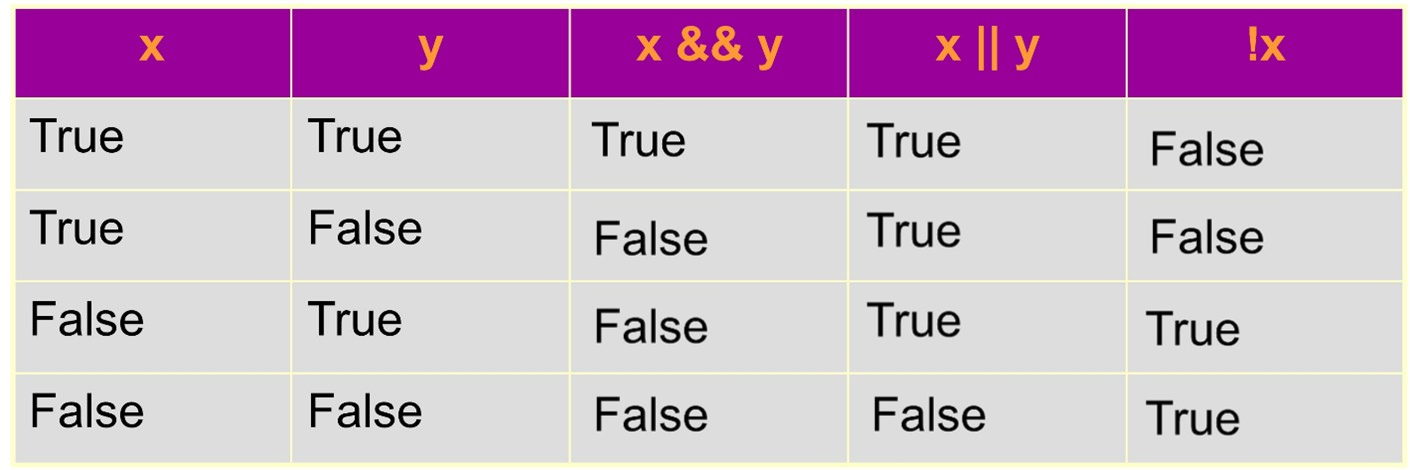 x y x && y x || y !x
True True True True False
True False False True False
False True False True True
False False False False True